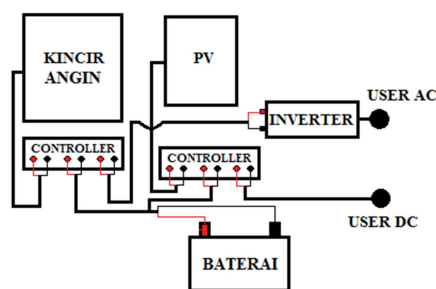 KINCIR
ANGIN
PV
USER AC
INVERTER
CONTROLLER
CONTROLLER
USER DC
BATERAI